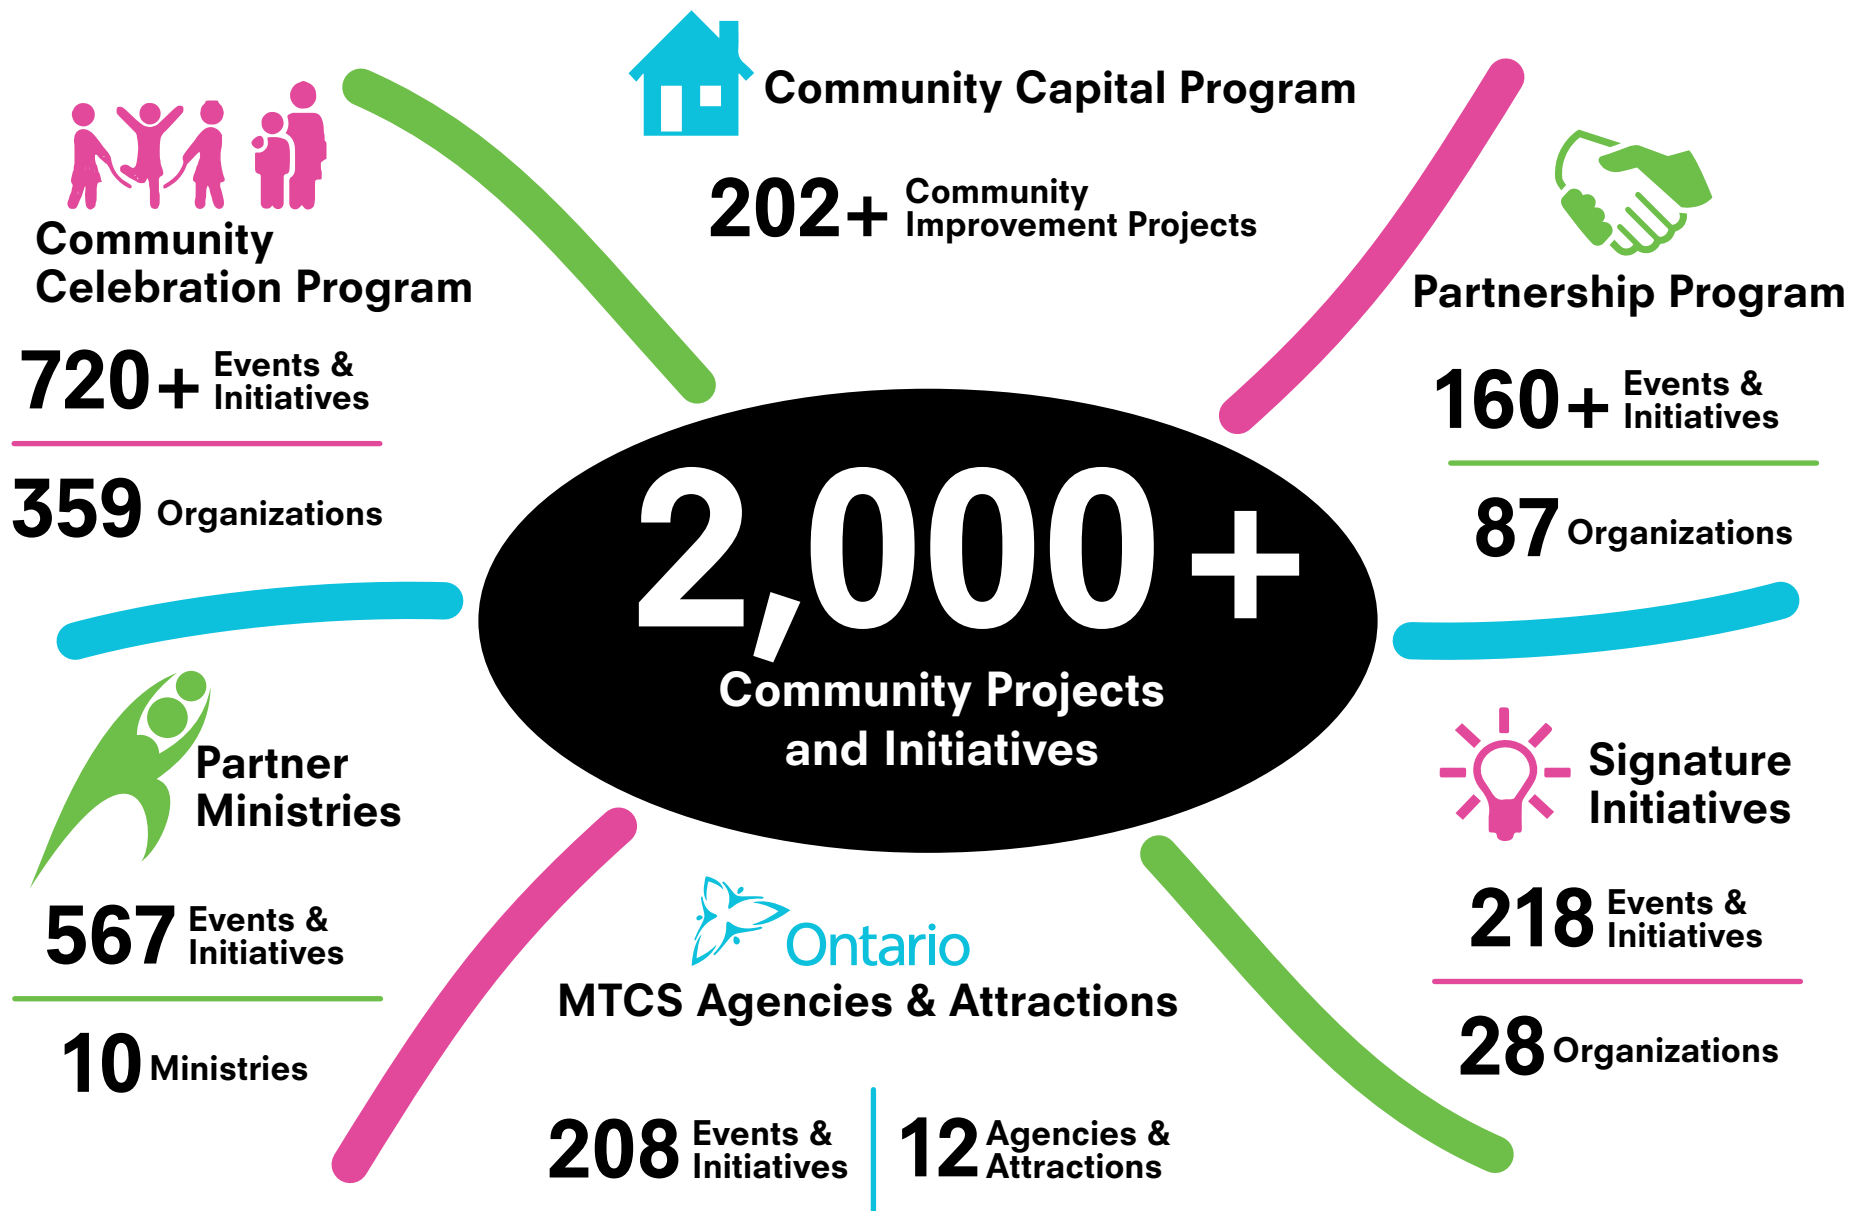 Community Capital Program
202+ Community
Improvement Projects
Community
Celebration Program
720+ Events &
Initiatives
359 Organizations
Partnership Program
160+ Events &
Initiatives
87 Organizations
2,000+
Community Projects
and Initiatives
Partner
Ministries
567 Events &
Initiatives
10 Ministries
Signature
Initiatives
218 Events &
Initiatives
28 Organizations
Ontario
MTCS Agencies & Attractions
208 Events &
Initiatives
12 Agencies &
Attractions